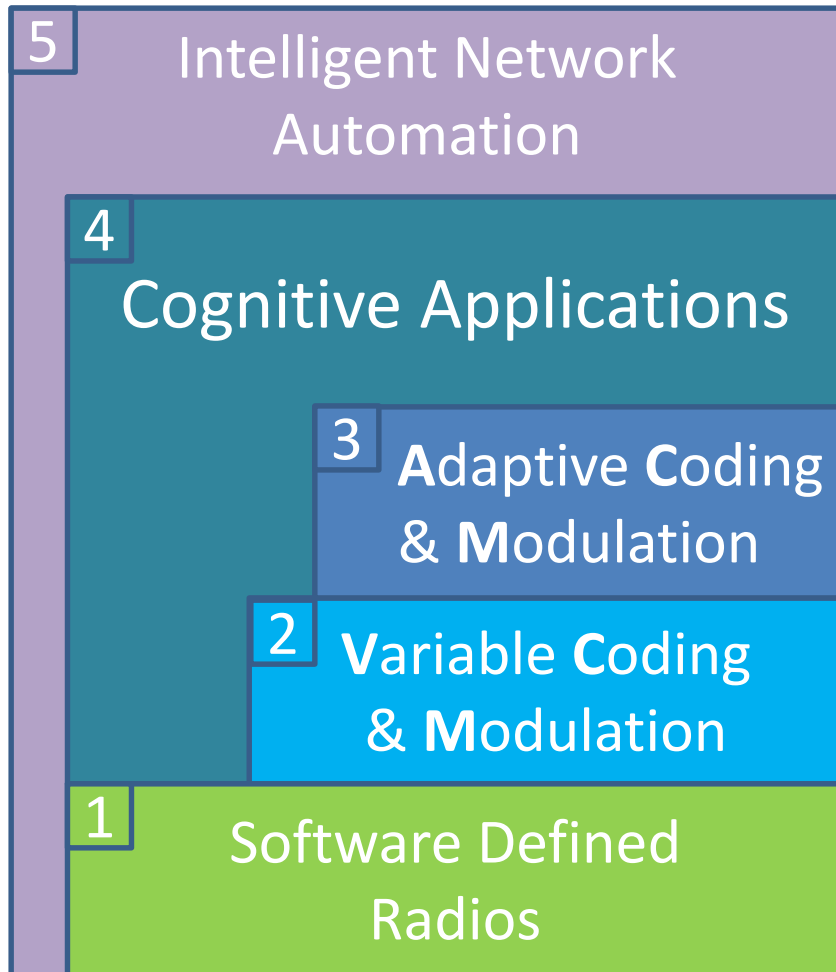 5
Intelligent Network
Automation
4
Cognitive Applications
3
Adaptive Coding
& Modulation
2
Variable Coding
& Modulation
1
Software Defined
Radios